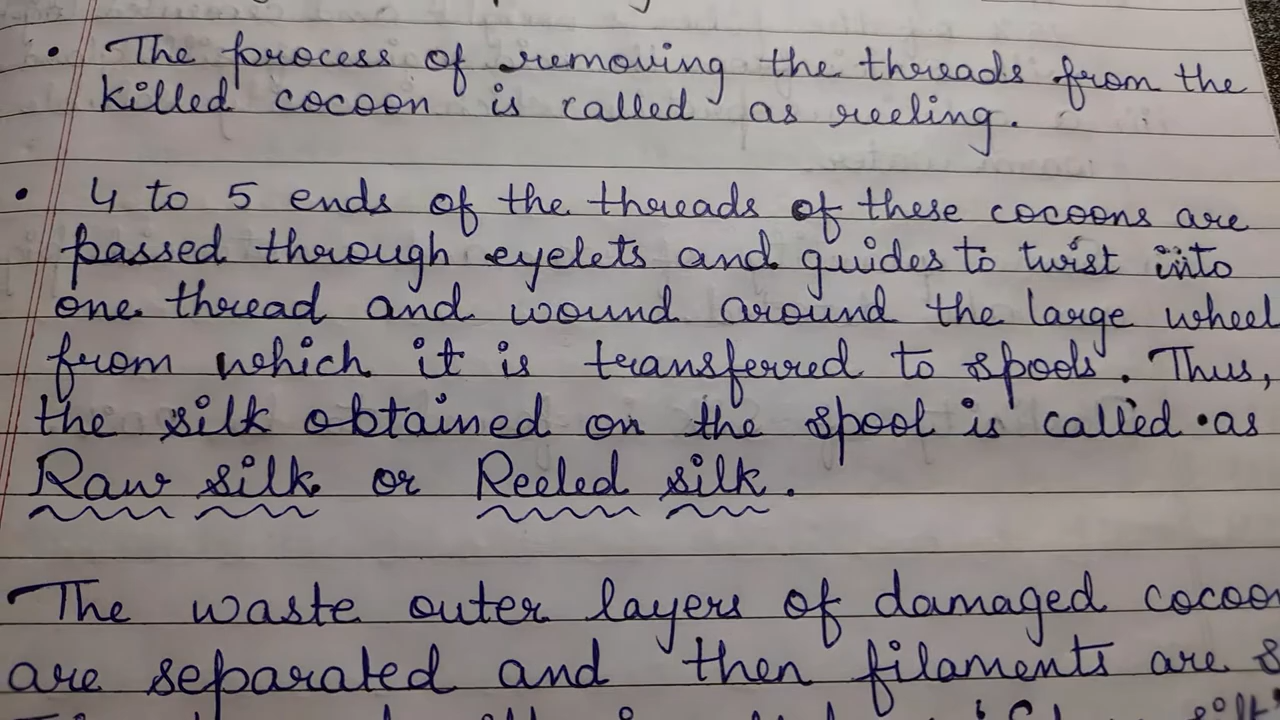 • The process of removing the threads from the
killed cocoon is called as reeling.
• 4 to 5 ends of the threads of these cocoons are
passed through eyelets and guides to twist into
one thread and wound around the large wheel
from which it is transferred to spools. Thus,
the silk obtained on the spool is called as
Raw silk or Reeled silk.
The waste outer layers of damaged cocoon
are separated and then filaments are s